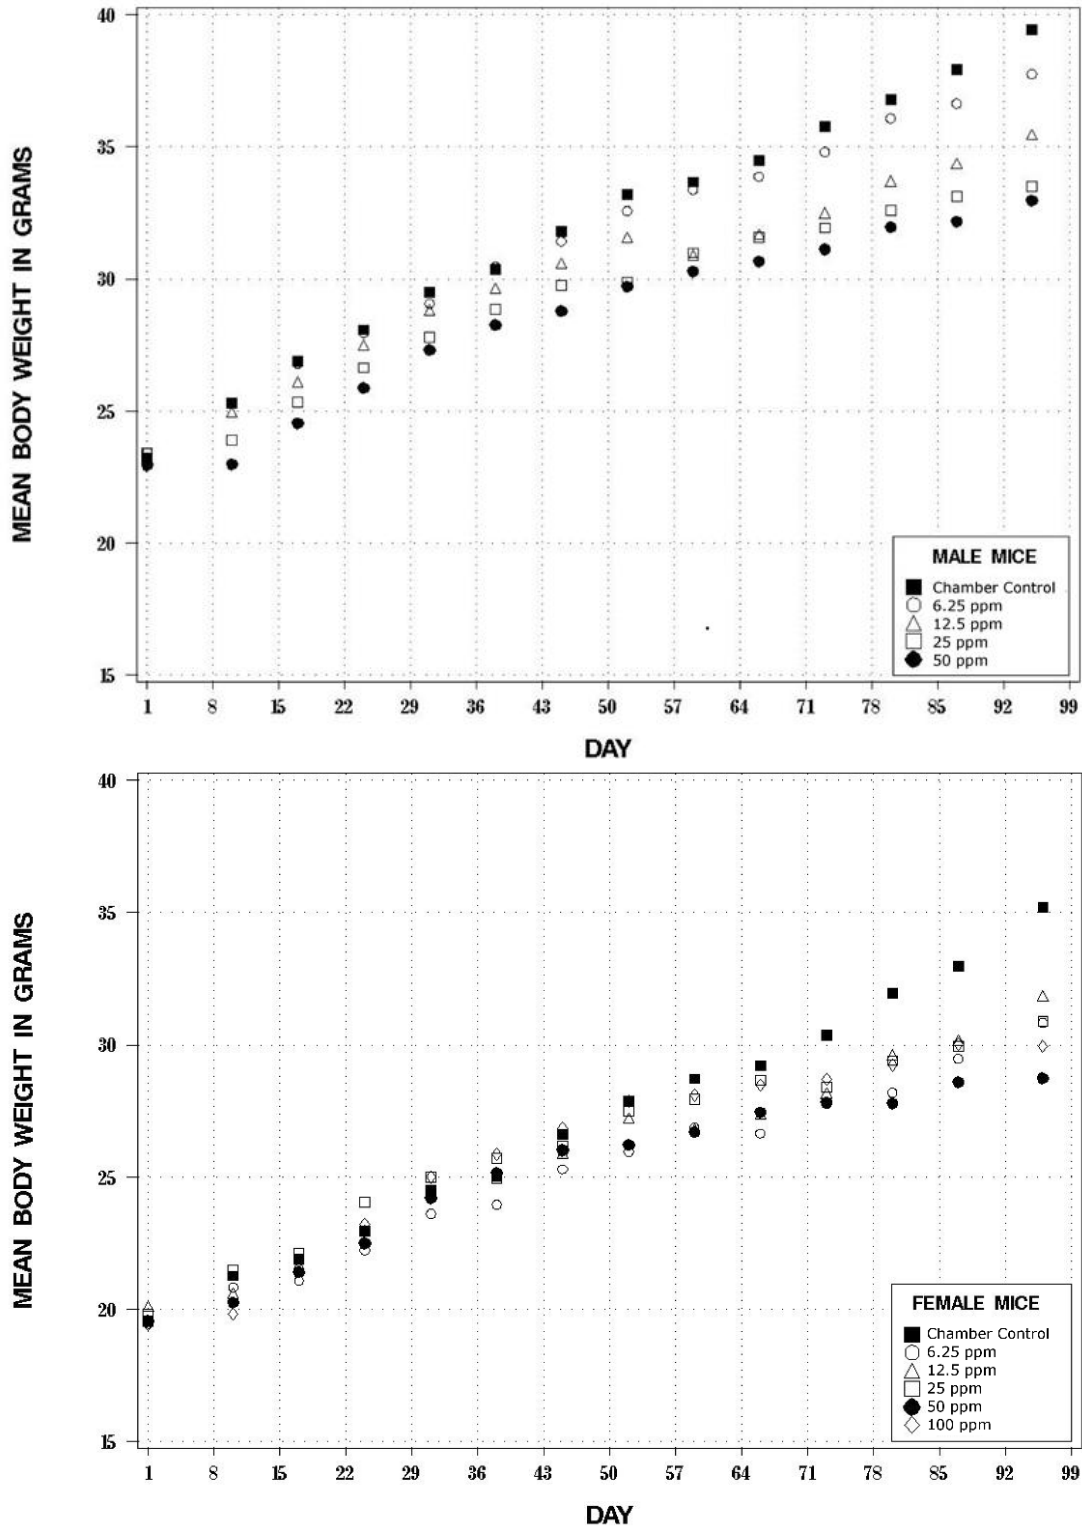 40
35
30
25
20
15
MEAN BODY WEIGHT IN GRAMS
MALE MICE
Chamber Control
6.25 ppm
12.5 ppm
25 ppm
50 ppm
1 8 15 22 29 36 43 50 57 64 71 78 85 92 99
DAY
40
35
30
25
20
15
MEAN BODY WEIGHT IN GRAMS
FEMALE MICE
Chamber Control
6.25 ppm
12.5 ppm
25 ppm
50 ppm
100 ppm
1 8 15 22 29 36 43 50 57 64 71 78 85 92 99
DAY